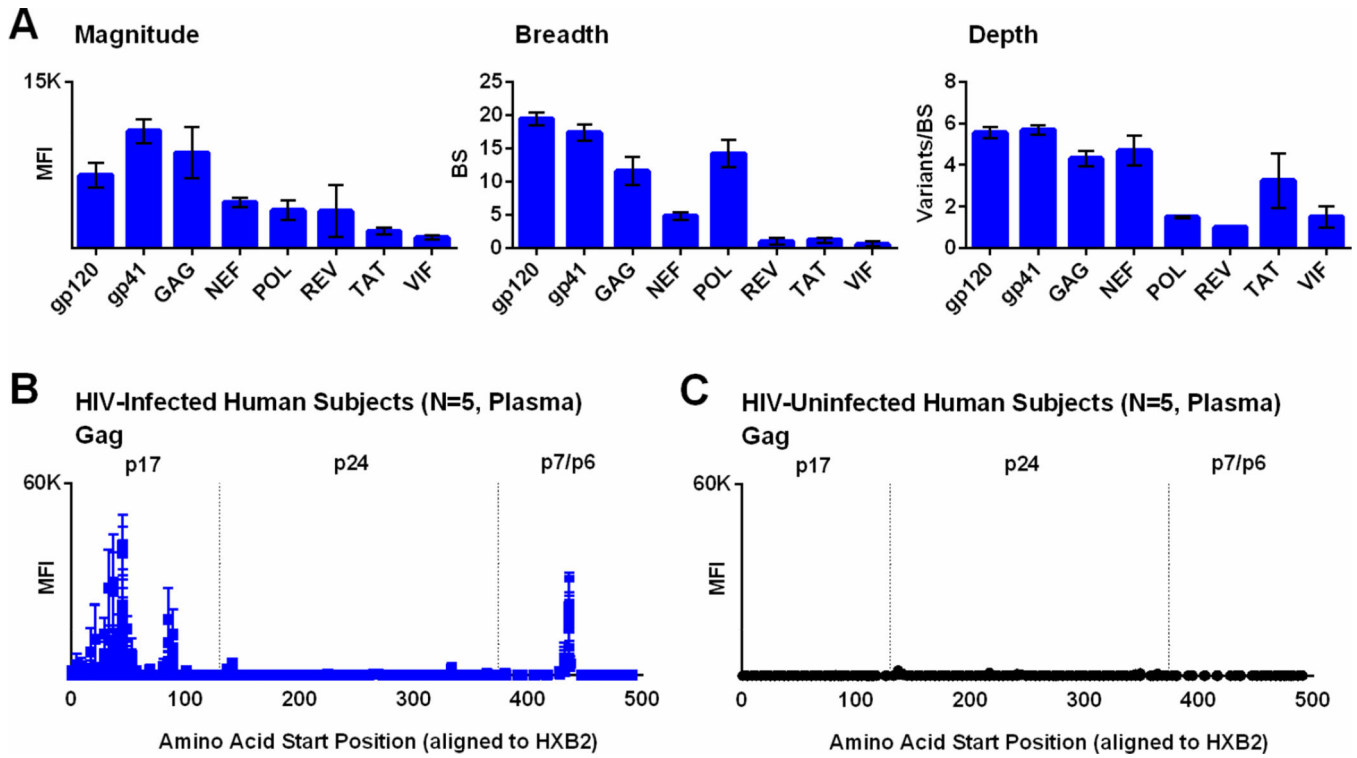 A
Magnitude
Breadth
Depth
15K
MFI
gp120
gp41
GAG
NEF
POL
REV
TAT
VIF
25
20
15
10
5
0
BS
gp120
gp41
GAG
NEF
POL
REV
TAT
VIF
8
6
4
2
0
Variants/BS
gp120
gp41
GAG
NEF
POL
REV
TAT
VIF
B
HIV-Infected Human Subjects (N=5, Plasma)
Gag
p17
p24
p7/p6
60K
MFI
0
100
200
300
400
500
Amino Acid Start Position (aligned to HXB2)
C
HIV-Uninfected Human Subjects (N=5, Plasma)
Gag
p17
p24
p7/p6
60K
MFI
0
100
200
300
400
500
Amino Acid Start Position (aligned to HXB2)